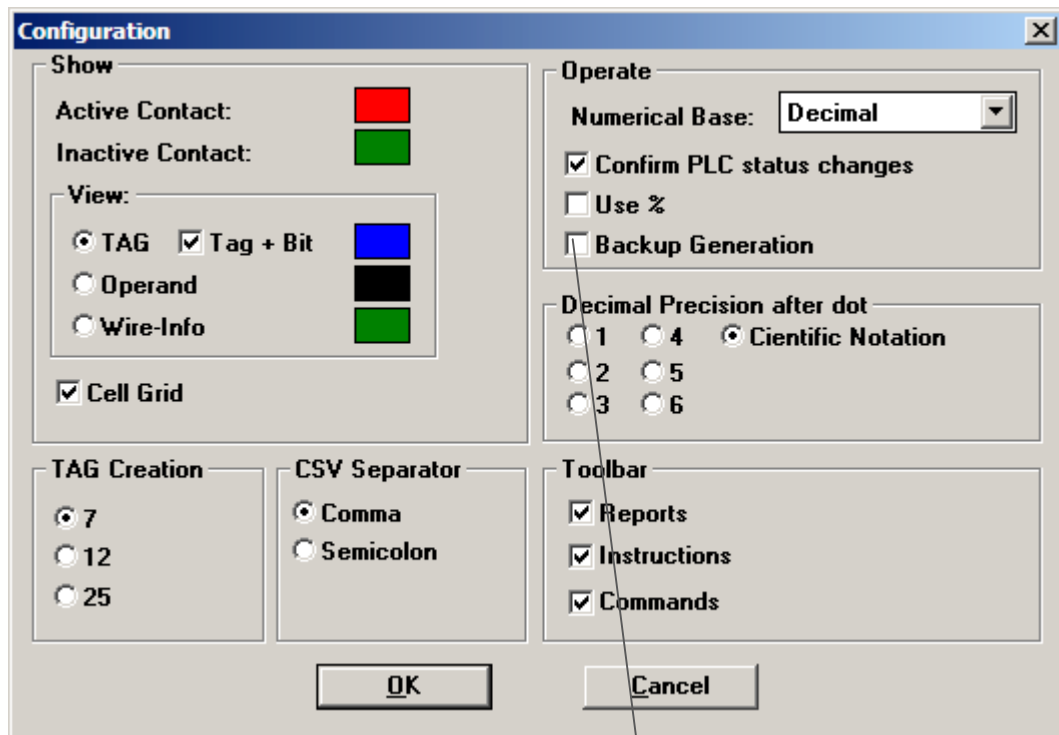 Configuration
Show
Active Contact:
Inactive Contact:
View:
TAG
Tag + Bit
Operand
Wire-Info
Cell Grid
Operate
Numerical Base:
Decimal
Confirm PLC status changes
Use %
Backup Generation
Decimal Precision after dot
1
4
Cientific Notation
2
5
3
6
TAG Creation
7
12
25
CSV Separator
Comma
Semicolon
Toolbar
Reports
Instructions
Commands
OK
Cancel